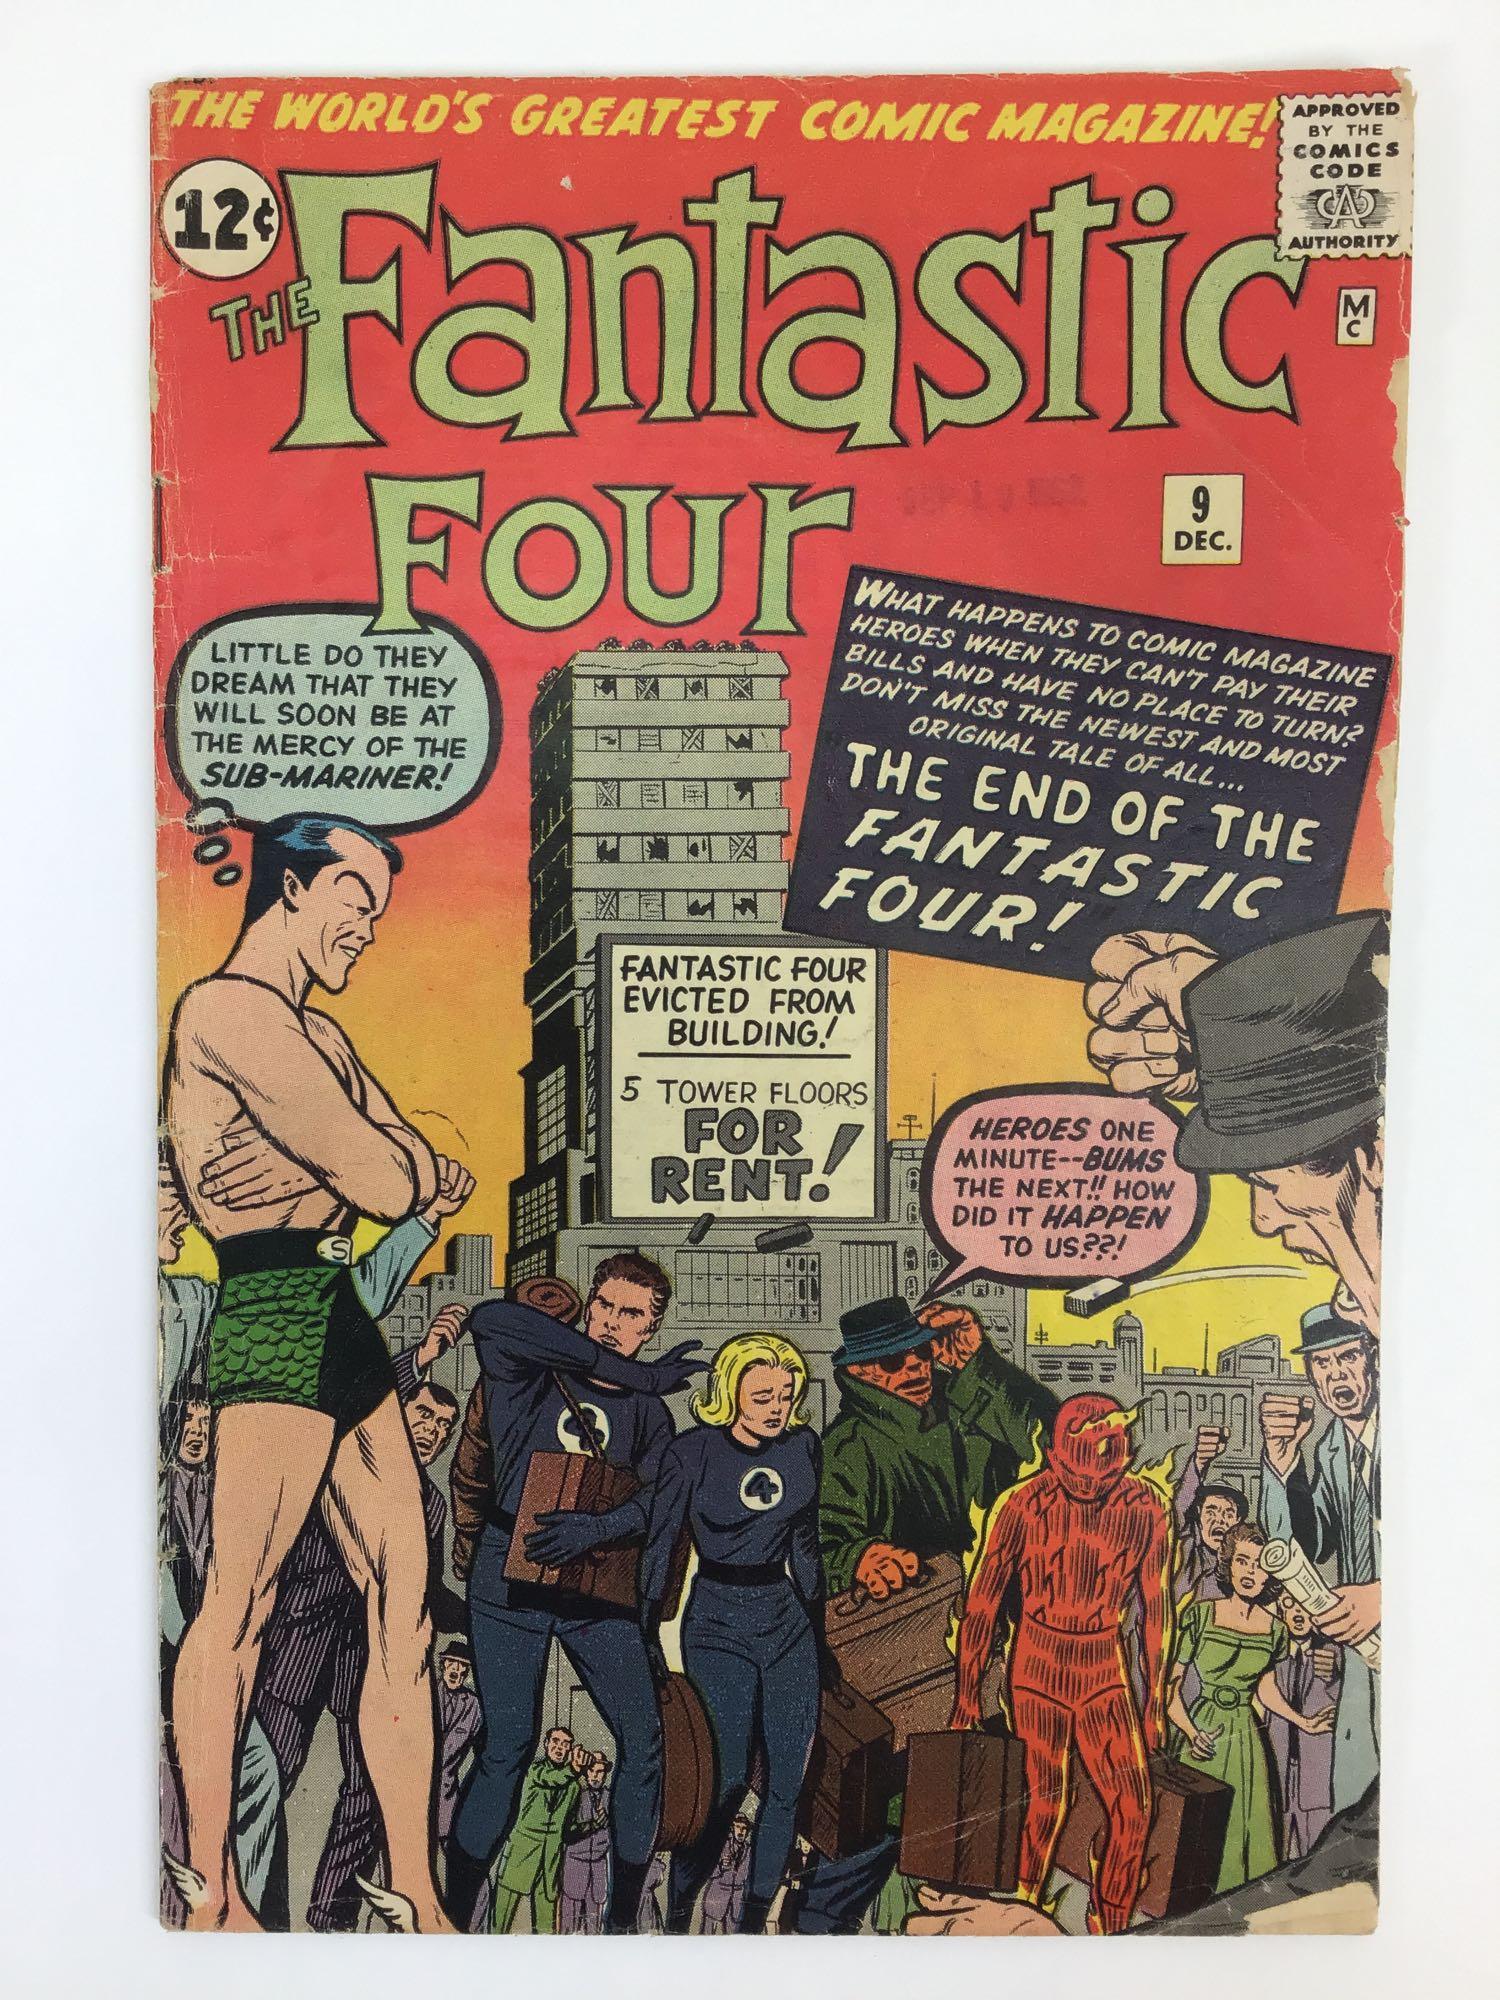 THE WORLD'S GREATEST COMIC MAGAZINE!
APPROVED
BY THE
COMICS
CODE
CA
AUTHORITY
12¢
THE Fantastic
Four
M
C
9
DEC.
LITTLE DO THEY
DREAM THAT THEY
WILL SOON BE AT
THE MERCY OF THE
SUB-MARINER!
WHAT HAPPENS TO COMIC MAGAZINE
HEROES WHEN THEY CAN'T PAY THEIR
BILLS AND HAVE NO PLACE TO TURN?
DON'T MISS THE NEWEST AND MOST
ORIGINAL TALE OF ALL...
"THE END OF THE
FANTASTIC
FOUR!"
FANTASTIC FOUR
EVICTED FROM
BUILDING!
5 TOWER FLOORS
FOR
RENT!
HEROES ONE
MINUTE--BUMS
THE NEXT!! HOW
DID IT HAPPEN
TO US??!
S
4
4